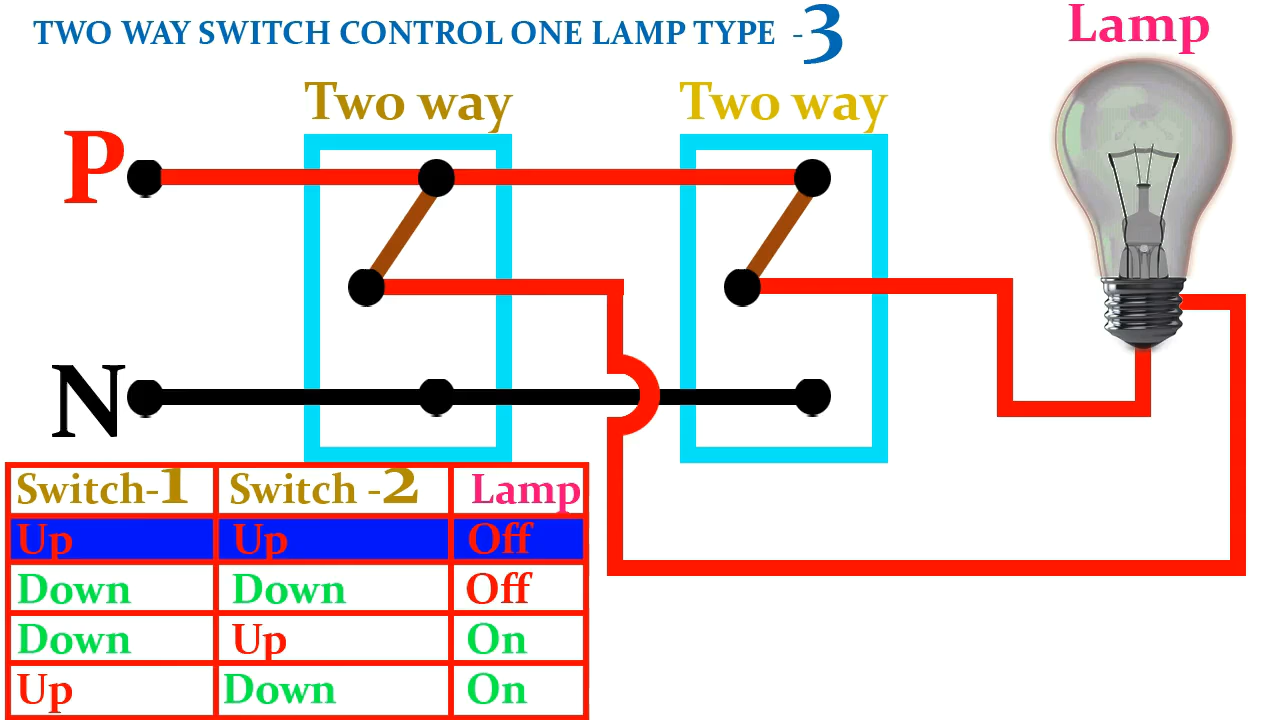 TWO WAY SWITCH CONTROL ONE LAMP TYPE -3
Lamp
Two way
Two way
P
N
Switch-1 Switch -2 Lamp
Up Up Off
Down Down Off
Down Up On
Up Down On